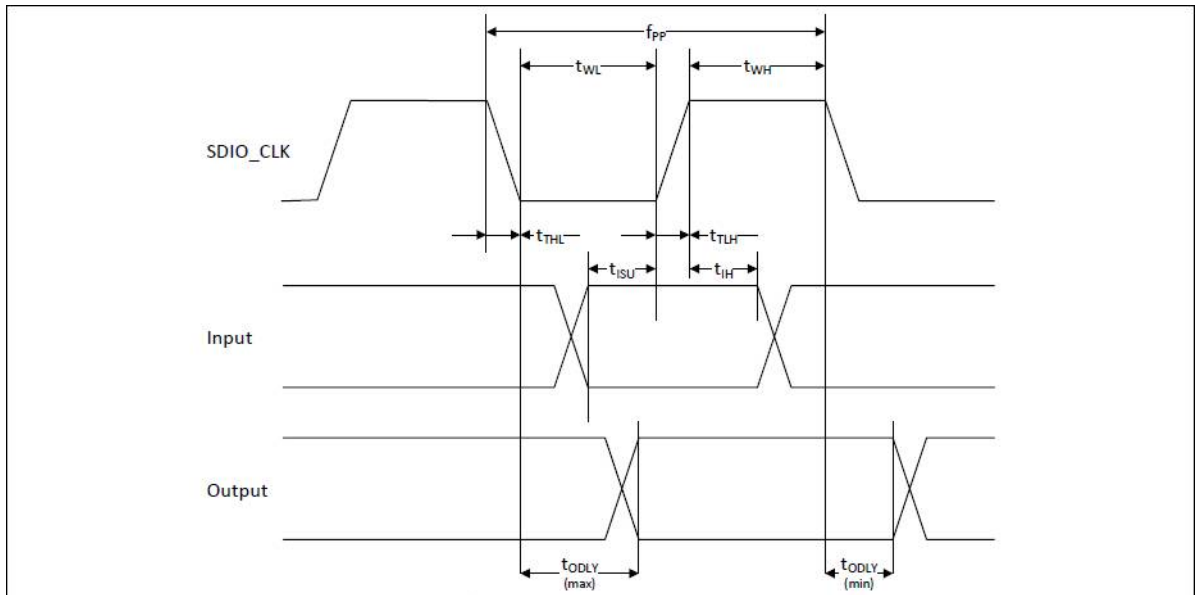 fPP
tWL
tWH
SDIO_CLK
tTHL
tTLH
tISU
tIH
Input
Output
tODLY
(max)
tODLY
(min)